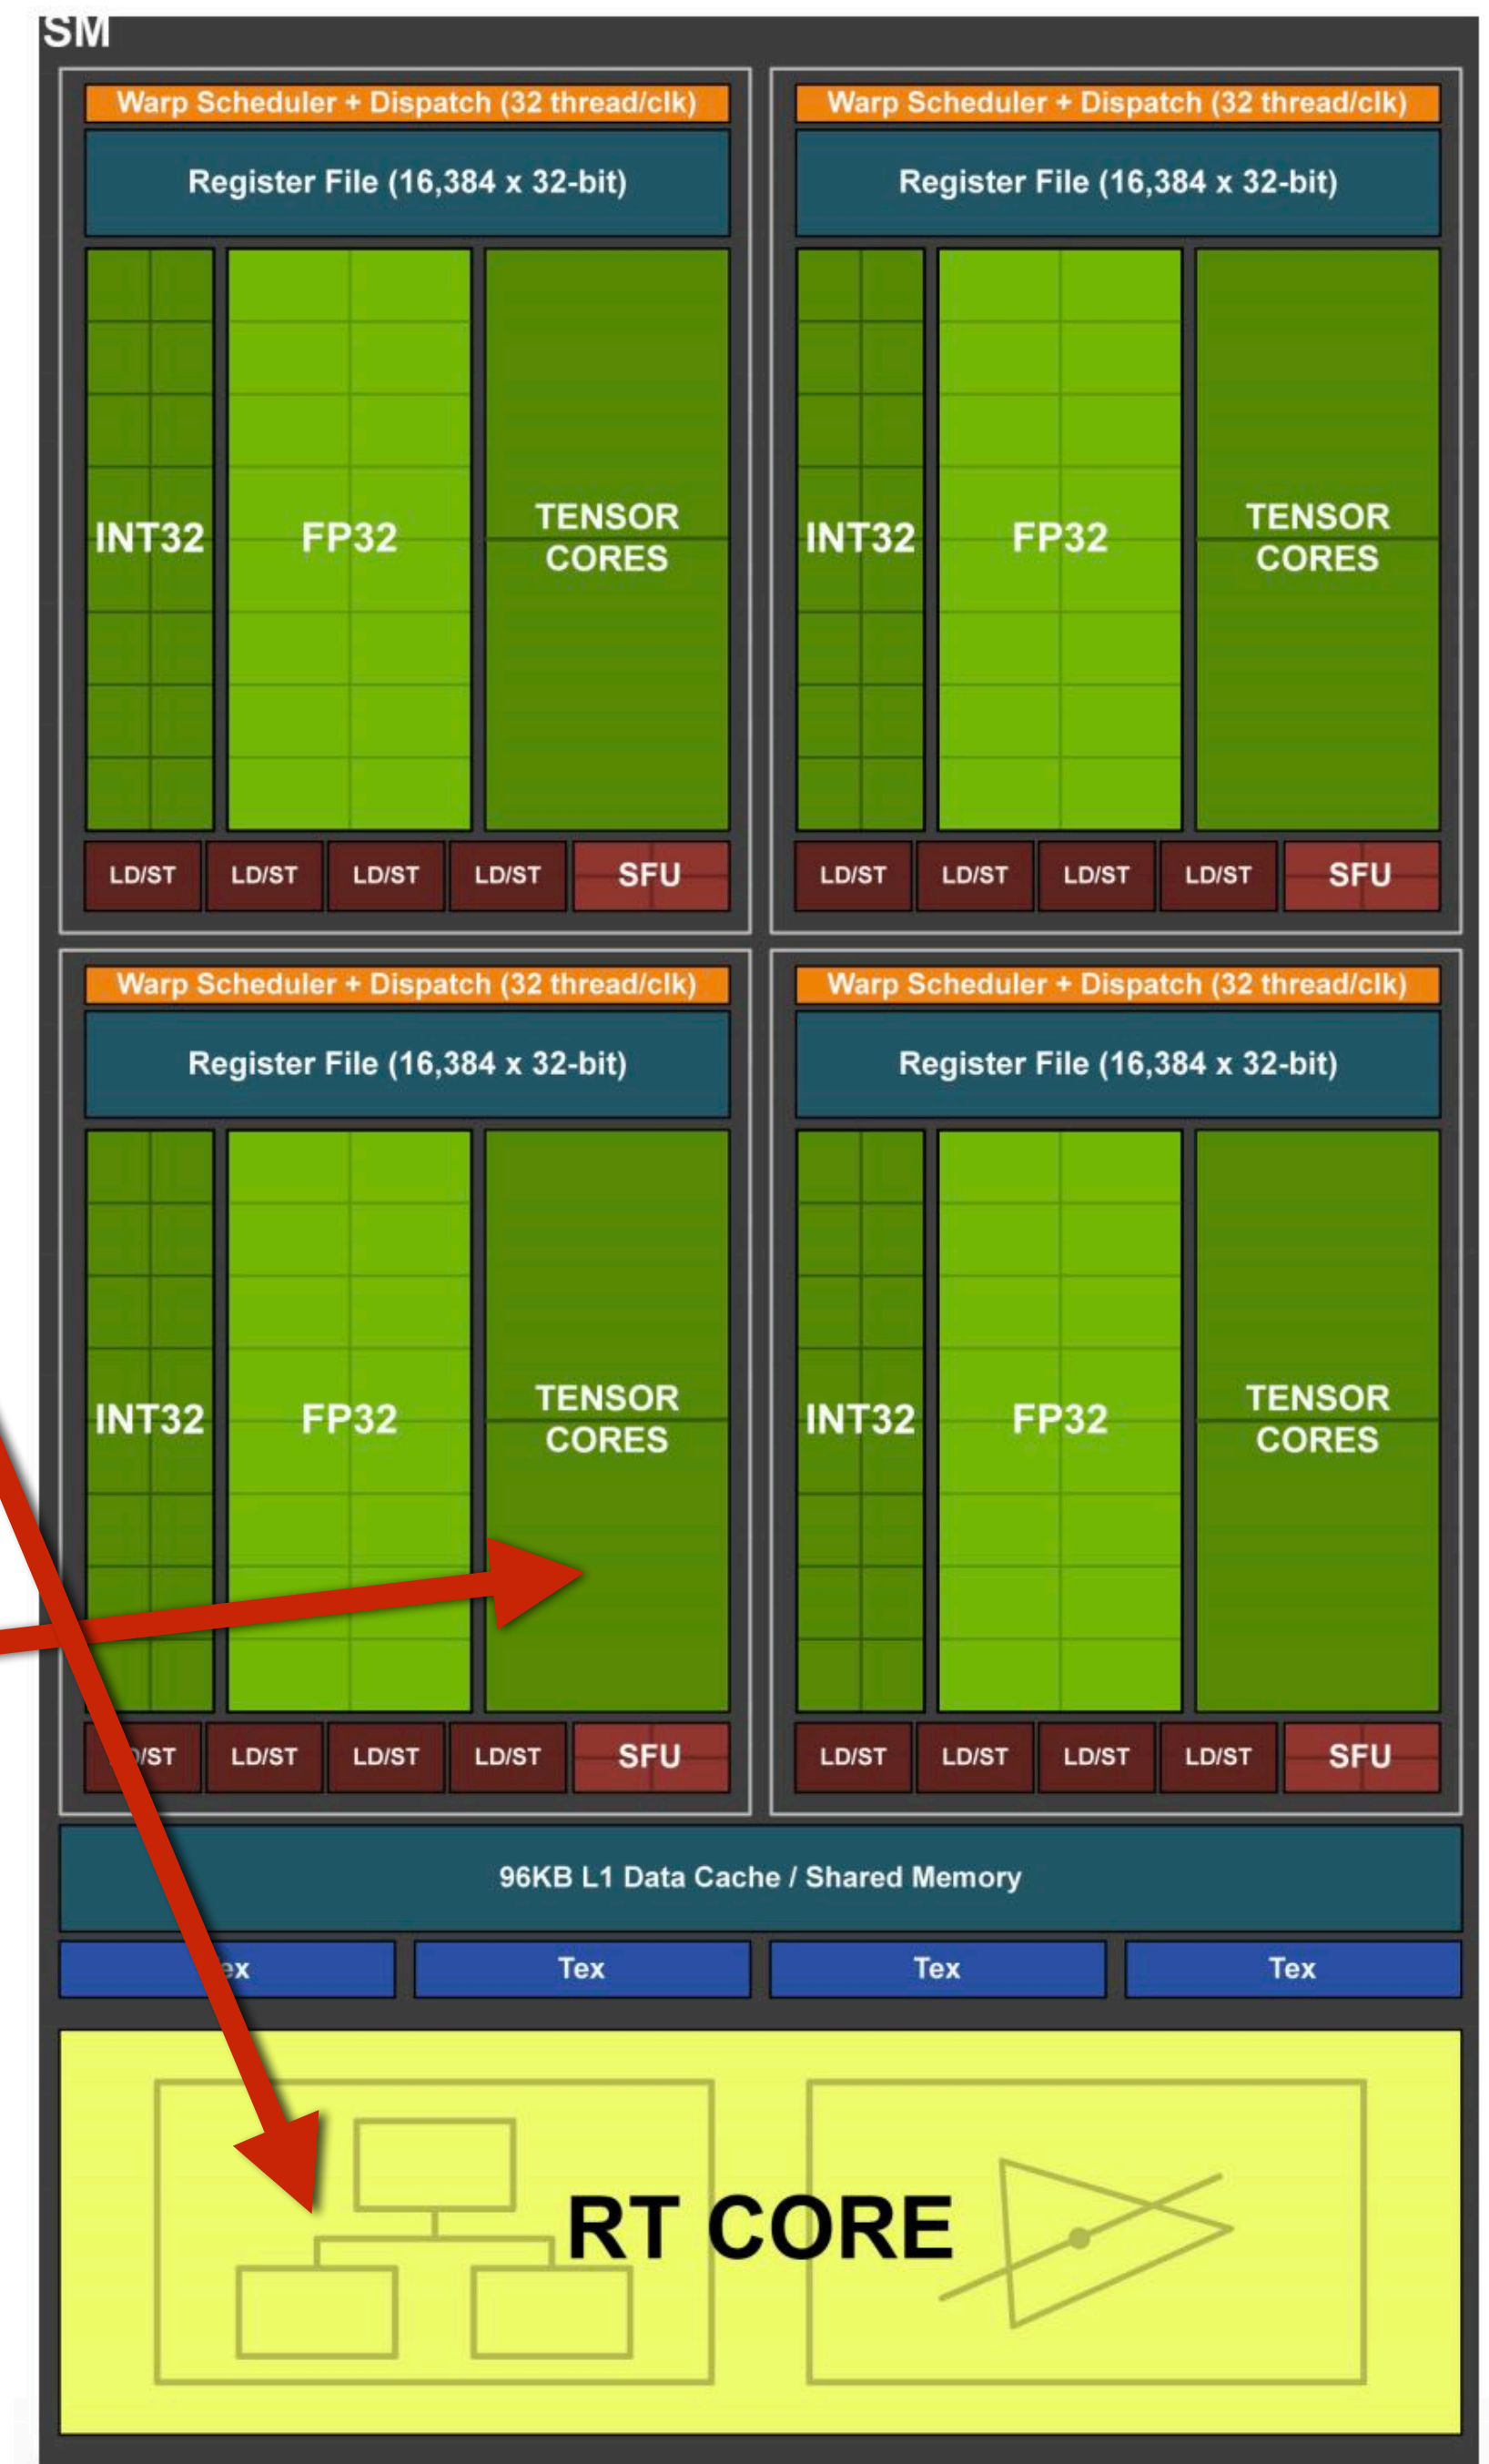 SM
Warp Scheduler + Dispatch (32 thread/clk)
Register File (16,384 x 32-bit)
INT32
FP32
TENSOR
CORES
LD/ST LD/ST LD/ST LD/ST SFU
Warp Scheduler + Dispatch (32 thread/clk)
Register File (16,384 x 32-bit)
INT32
FP32
TENSOR
CORES
LD/ST LD/ST LD/ST LD/ST SFU
Warp Scheduler + Dispatch (32 thread/clk)
Register File (16,384 x 32-bit)
INT32
FP32
TENSOR
CORES
LD/ST LD/ST LD/ST SFU
Warp Scheduler + Dispatch (32 thread/clk)
Register File (16,384 x 32-bit)
INT32
FP32
TENSOR
CORES
LD/ST LD/ST LD/ST LD/ST SFU
96KB L1 Data Cache / Shared Memory
Tex Tex Tex
RT CORE